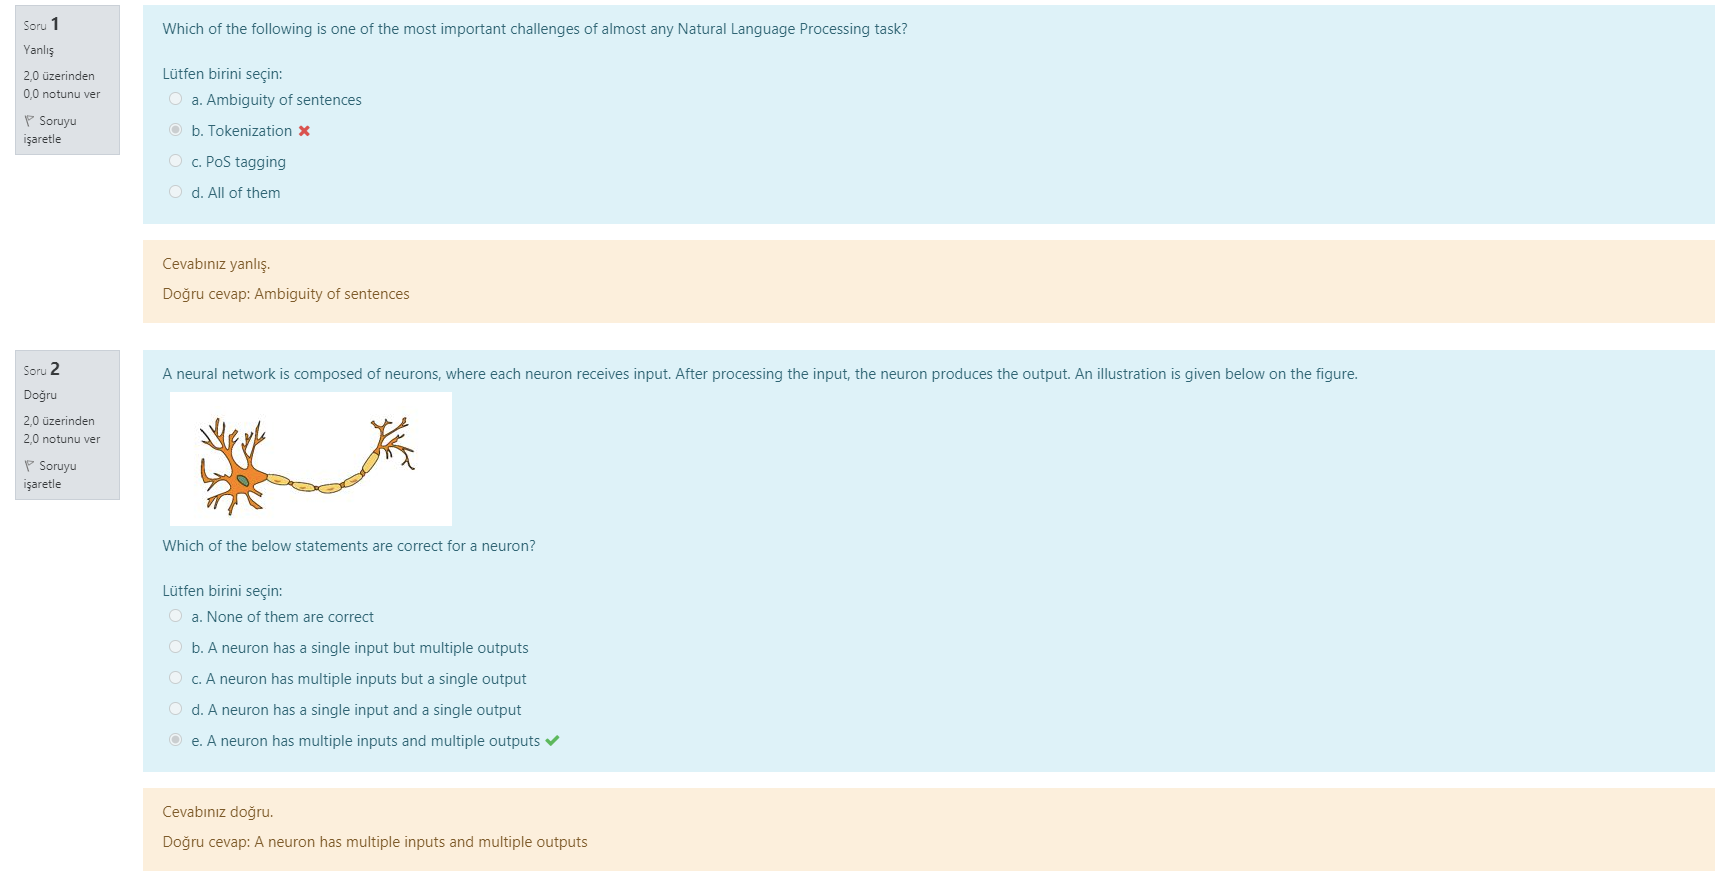 Soru 1
Yanlış
2,0 üzerinden
0,0 notunu ver
Soruyu
işaretle
Which of the following is one of the most important challenges of almost any Natural Language Processing task?
Lütfen birini seçin:
a. Ambiguity of sentences
b. Tokenization
c. PoS tagging
d. All of them
Cevabınız yanlış.
Doğru cevap: Ambiguity of sentences
Soru 2
Doğru
2,0 üzerinden
2,0 notunu ver
Soruyu
işaretle
A neural network is composed of neurons, where each neuron receives input. After processing the input, the neuron produces the output. An illustration is given below on the figure.
Which of the below statements are correct for a neuron?
Lütfen birini seçin:
a. None of them are correct
b. A neuron has a single input but multiple outputs
c. A neuron has multiple inputs but a single output
d. A neuron has a single input and a single output
e. A neuron has multiple inputs and multiple outputs
Cevabınız doğru.
Doğru cevap: A neuron has multiple inputs and multiple outputs